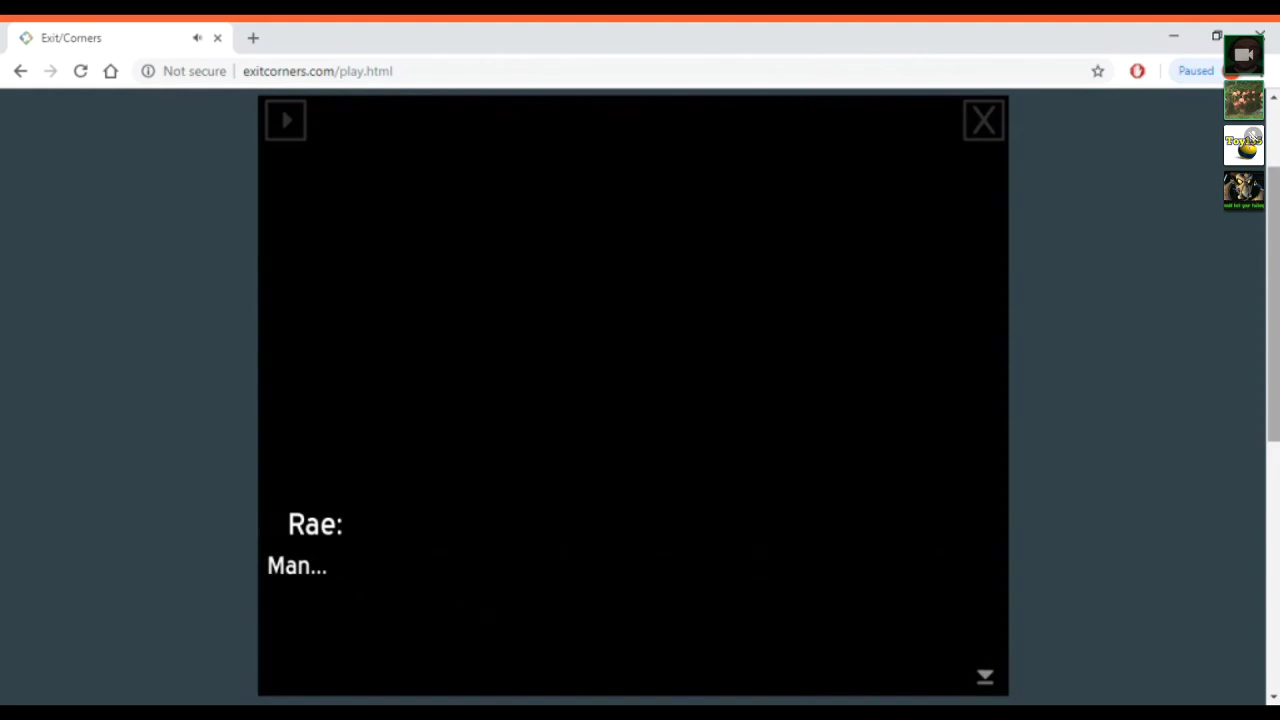 Exit/Corners
Not secure
exitcorners.com/play.html
Paused
Rae:
Man...